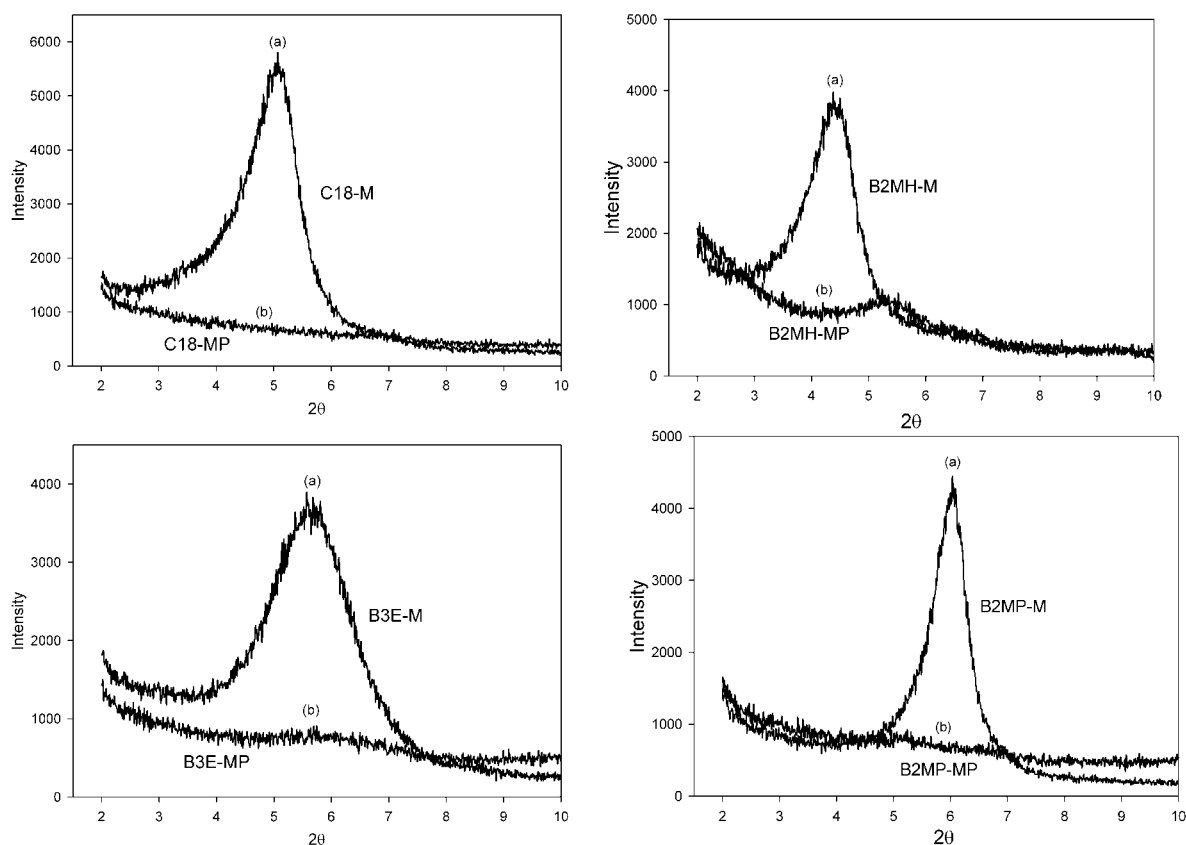 6000
5000
4000
3000
2000
1000
0
Intensity
(a)
C18-M
(b)
C18-MP
2 3 4 5 6 7 8 9 10
2θ
5000
4000
3000
2000
1000
0
Intensity
(a)
B2MH-M
(b)
B2MH-MP
2 3 4 5 6 7 8 9 10
2θ
4000
3000
2000
1000
0
Intensity
(a)
B3E-M
(b)
B3E-MP
2 3 4 5 6 7 8 9 10
2θ
5000
4000
3000
2000
1000
0
Intensity
(a)
B2MP-M
(b)
B2MP-MP
2 3 4 5 6 7 8 9 10
2θ